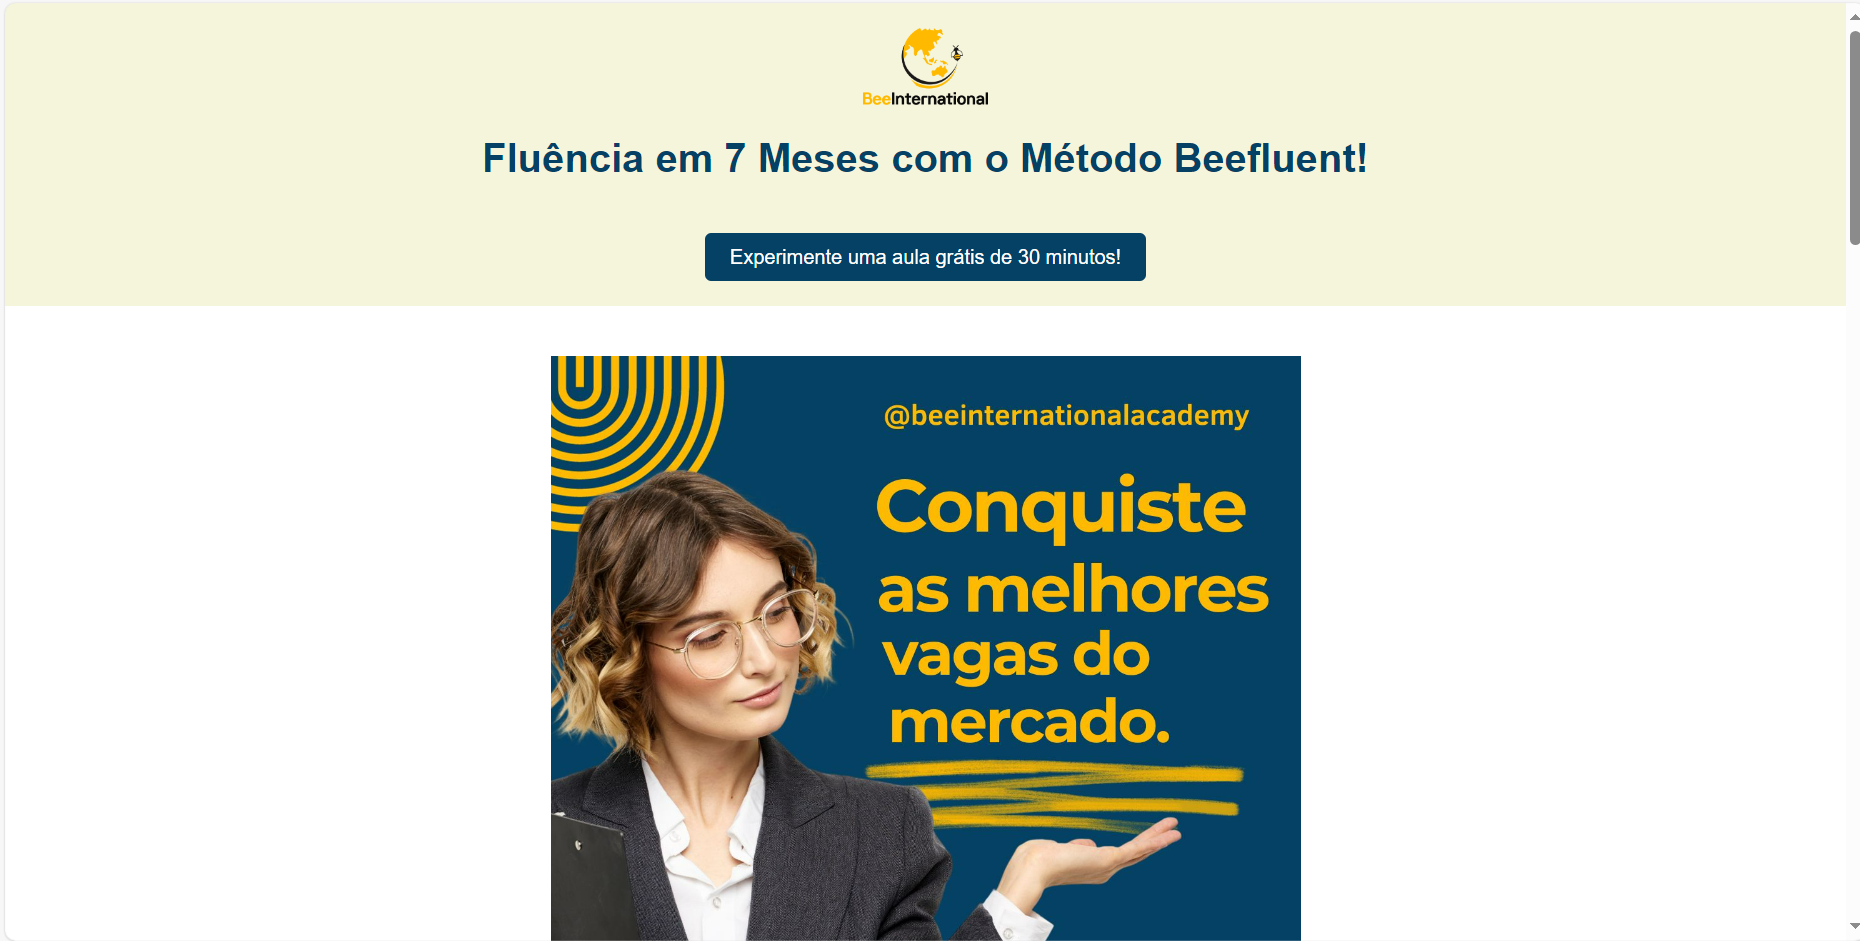 BeeInternational
Fluência em 7 Meses com o Método Beefluent!
Experimente uma aula grátis de 30 minutos!
@beeinternationalacademy
Conquiste
as melhores
vagas do
mercado.